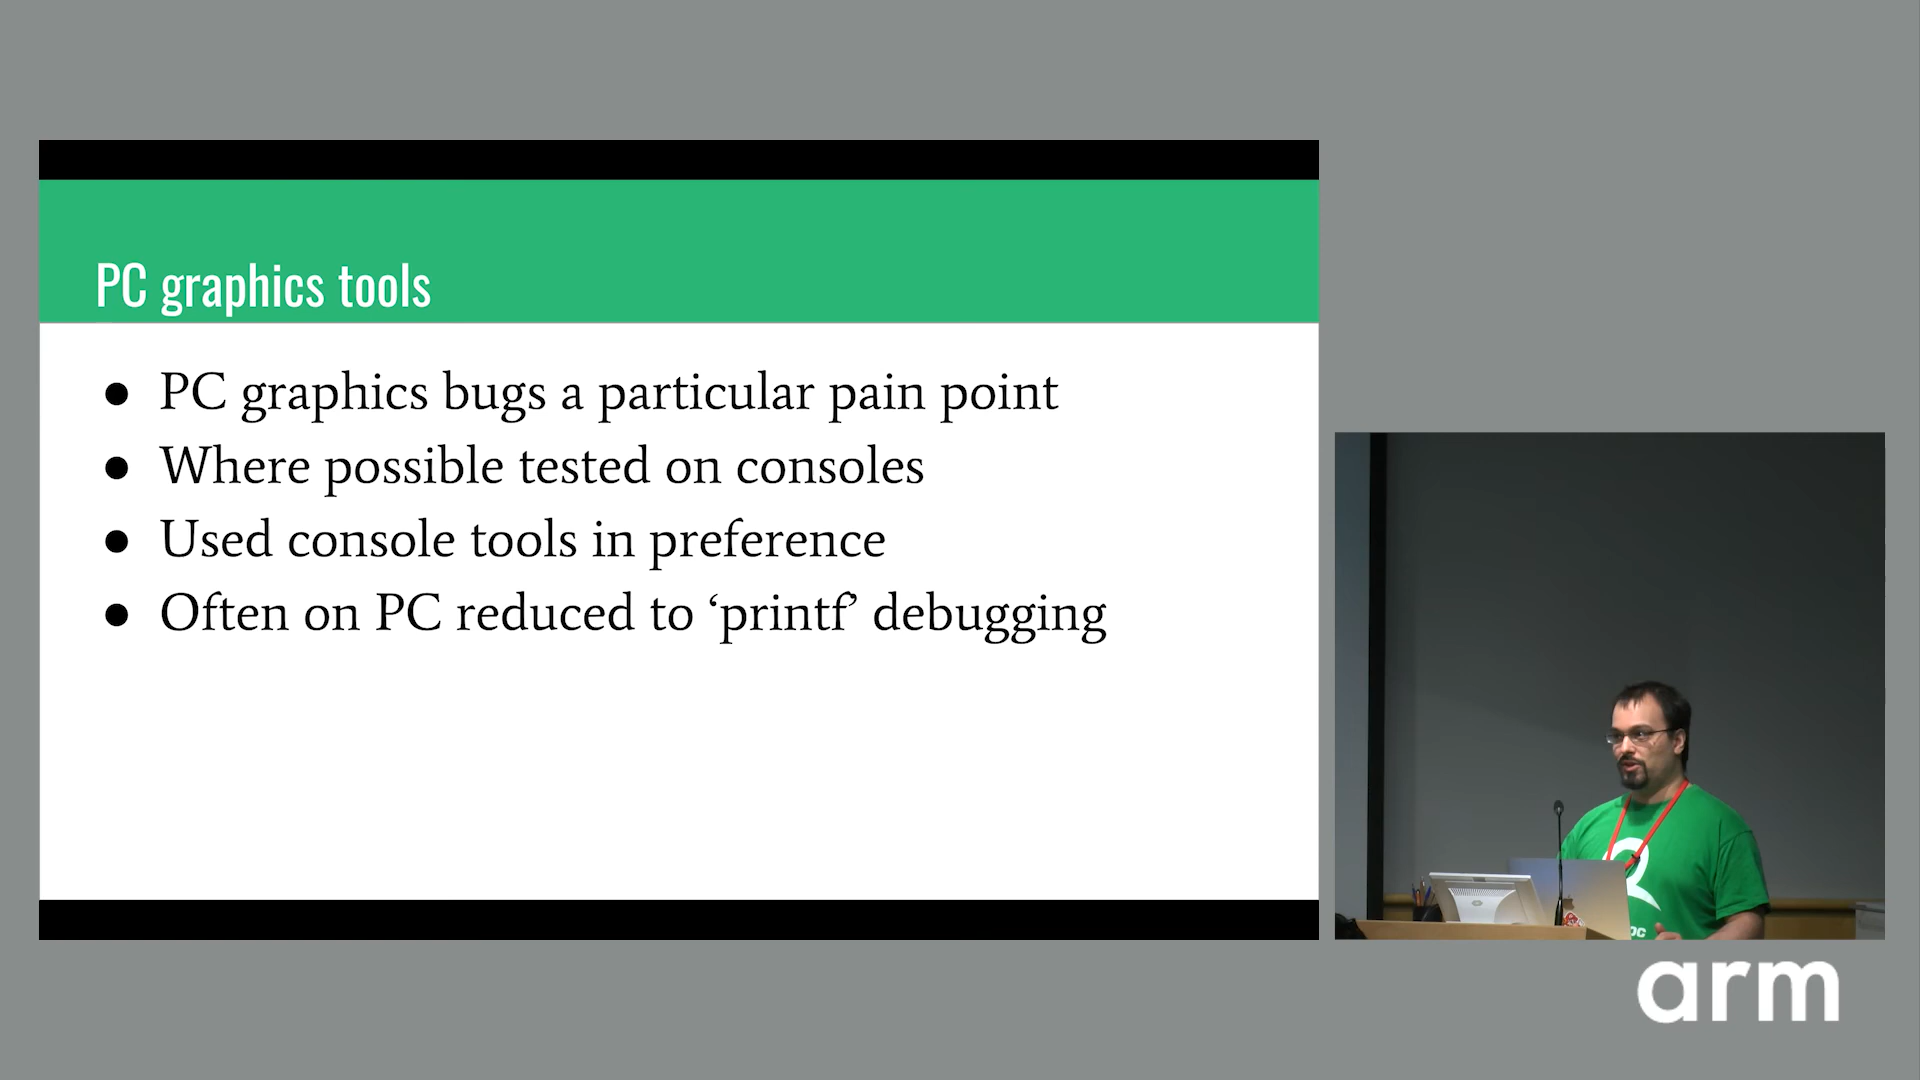 PC graphics tools
● PC graphics bugs a particular pain point
● Where possible tested on consoles
● Used console tools in preference
● Often on PC reduced to ‘printf’ debugging
arm